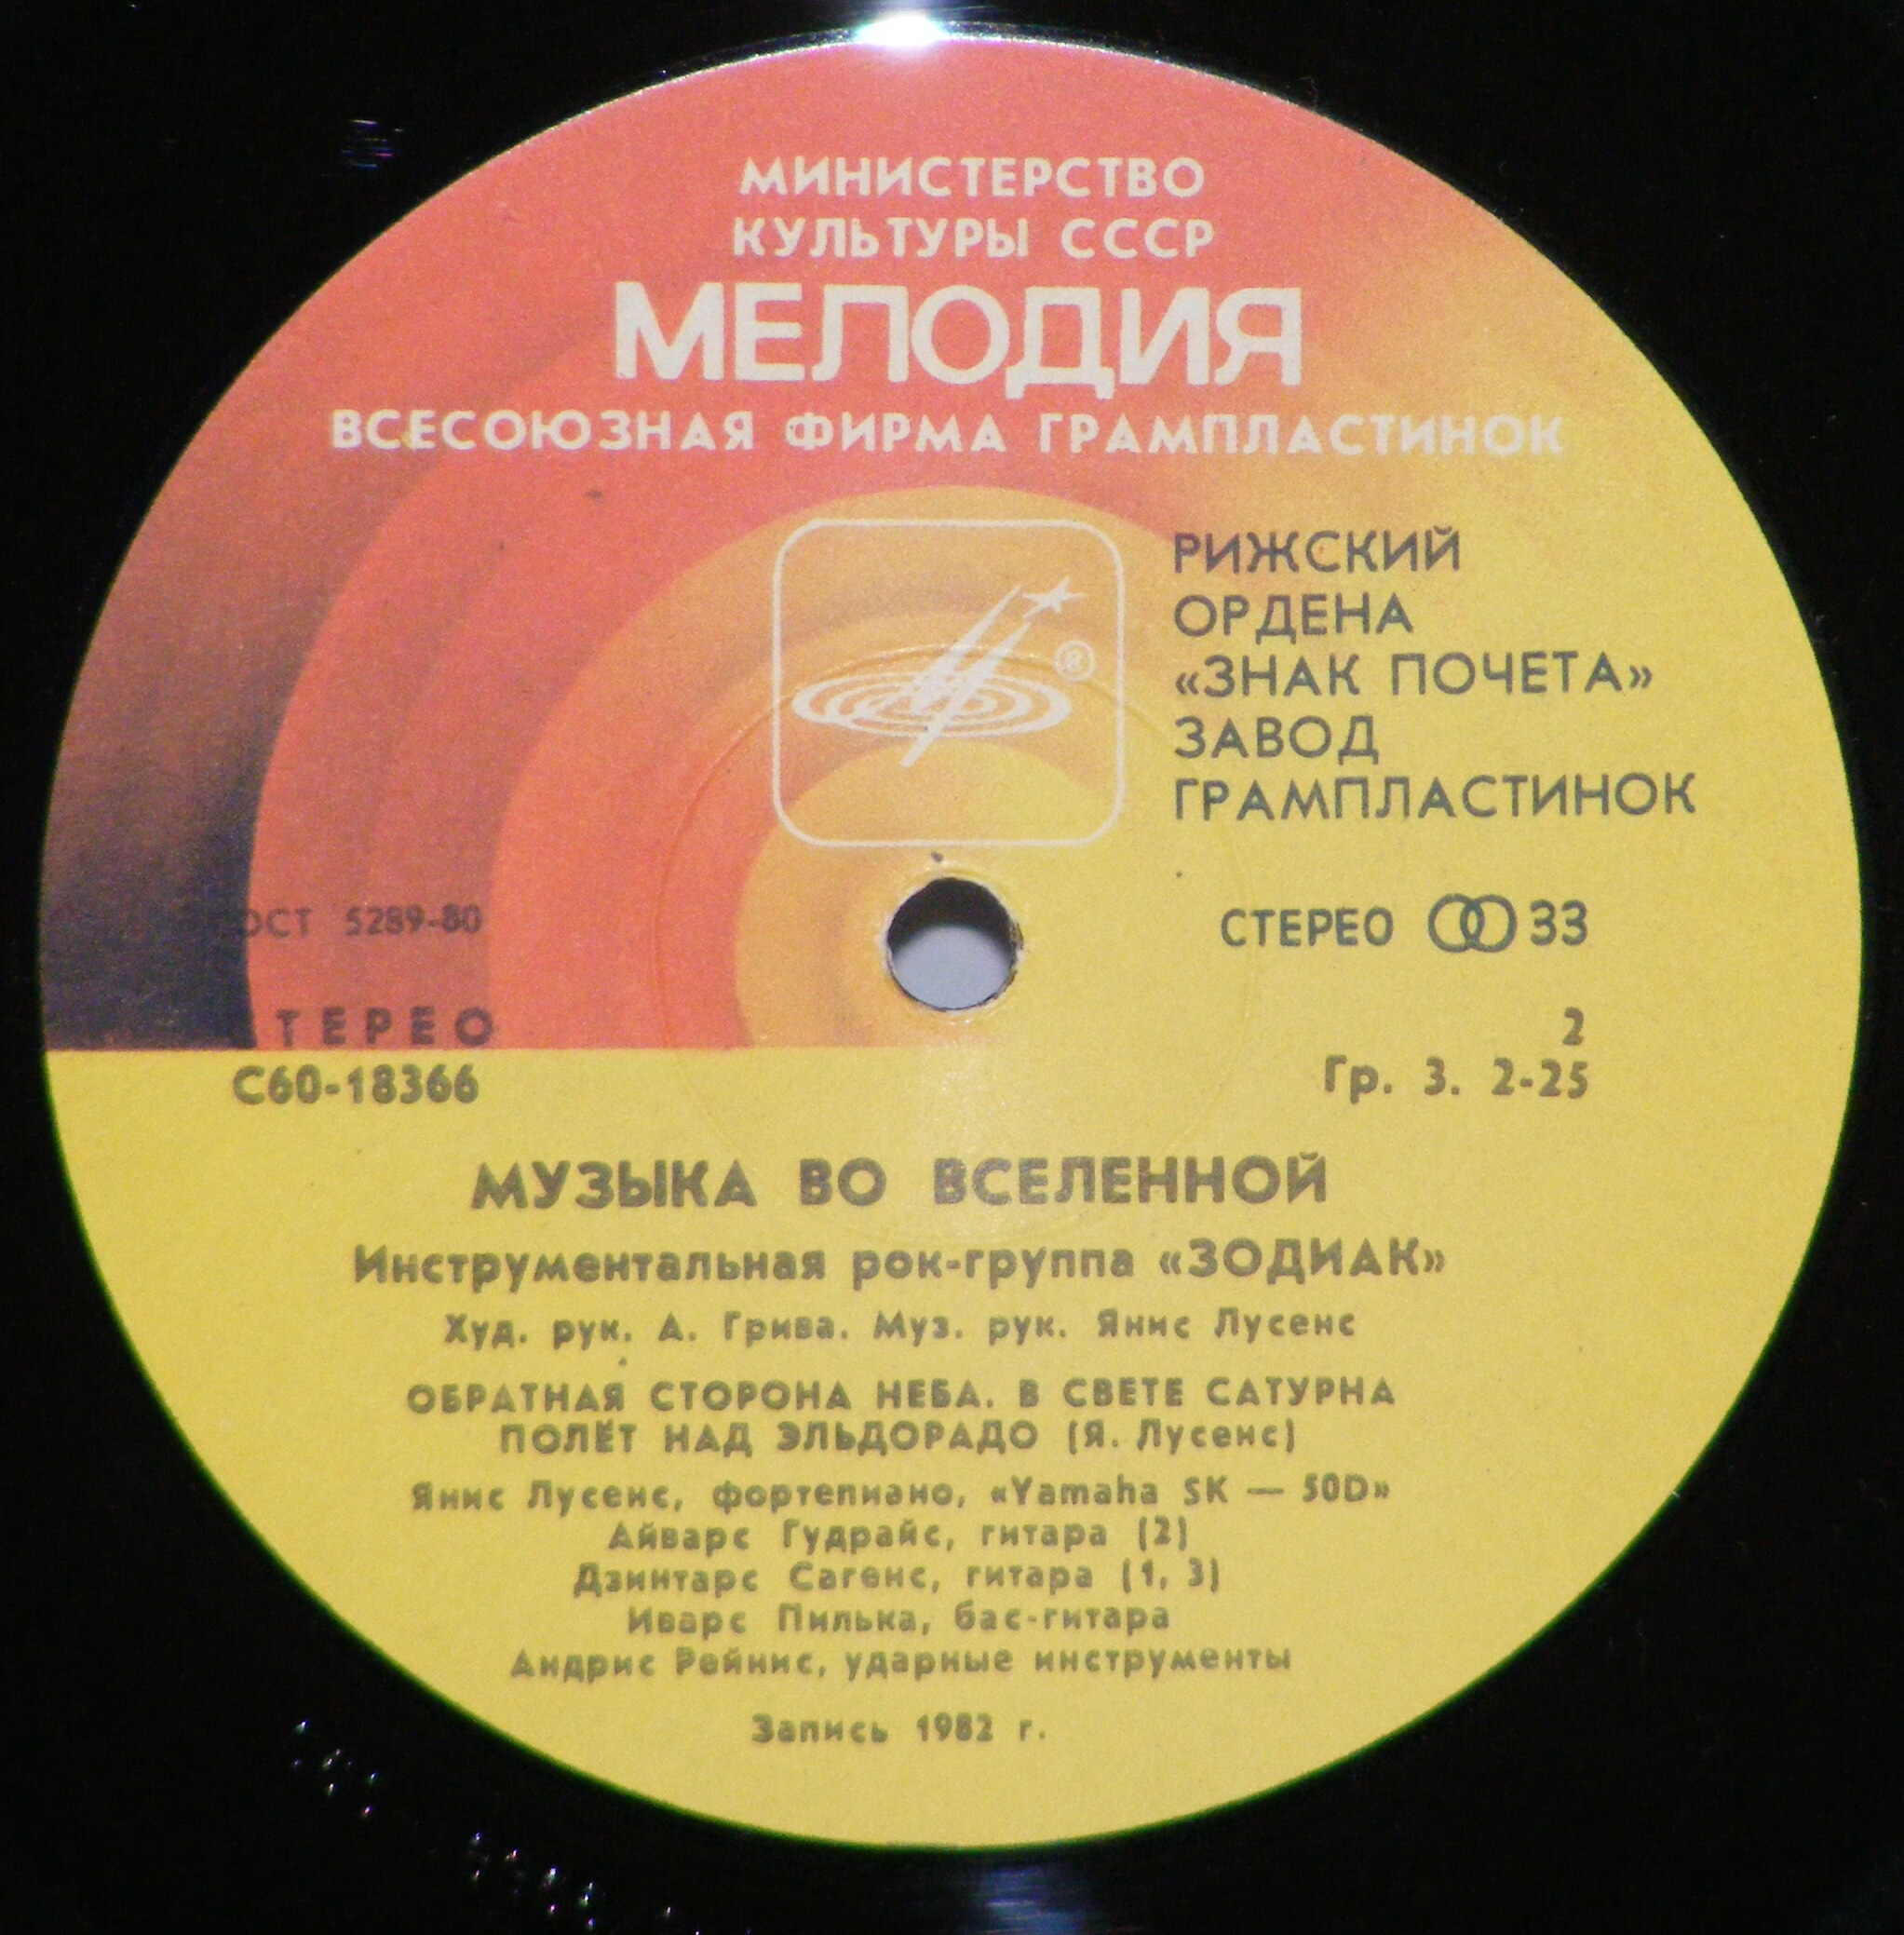 МИНИСТЕРСТВО
КУЛЬТУРЫ СССР
МЕЛОДИЯ
ВСЕСОЮЗНАЯ ФИРМА ГРАМПЛАСТИНОК
®
РИЖСКИЙ
ОРДЕНА
«ЗНАК ПОЧЕТА»
ЗАВОД
ГРАМПЛАСТИНОК
ГОСТ 5289-80
СТЕРЕО 33
СТЕРЕО
2
С60-18366
Гр. 3. 2-25
МУЗЫКА ВО ВСЕЛЕННОЙ
Инструментальная рок-группа «ЗОДИАК»
Худ. рук. А. Грива. Муз. рук. Янис Лусенс
ОБРАТНАЯ СТОРОНА НЕБА. В СВЕТЕ САТУРНА
ПОЛЁТ НАД ЭЛЬДОРАДО (Я. Лусенс)
Янис Лусенс, фортепиано, «Yamaha SK — 50D»
Айварс Гудрайс, гитара (2)
Дзинтарс Сагенс, гитара (1, 3)
Иварс Пилька, бас-гитара
Андрис Рейнис, ударные инструменты
Запись 1982 г.